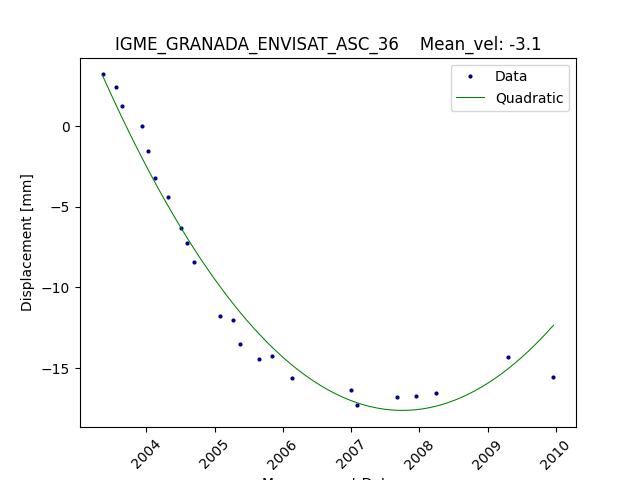 IGME_GRANADA_ENVISAT_ASC_36    Mean_vel: -3.1
Data
Quadratic
Displacement [mm]
0
−5
−10
−15
2004 2005 2006 2007 2008 2009 2010